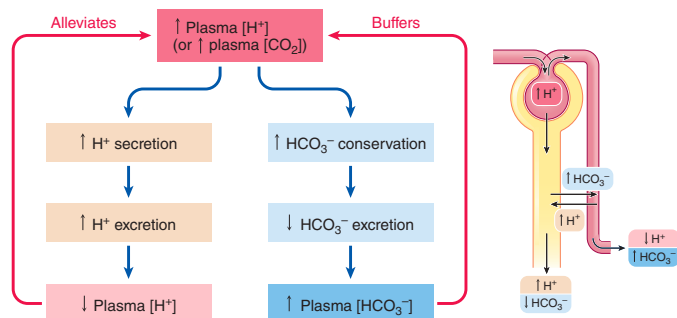 Alleviates
↑ Plasma [H⁺]
(or ↑ plasma [CO₂])
Buffers
↑ H⁺ secretion
↑ HCO₃⁻ conservation
↑ H⁺ excretion
↓ HCO₃⁻ excretion
↓ Plasma [H⁺]
↑ Plasma [HCO₃⁻]
↑ H⁺
↑ HCO₃⁻
↑ H⁺
↓ H⁺
↑ HCO₃⁻
↑ H⁺
↓ HCO₃⁻